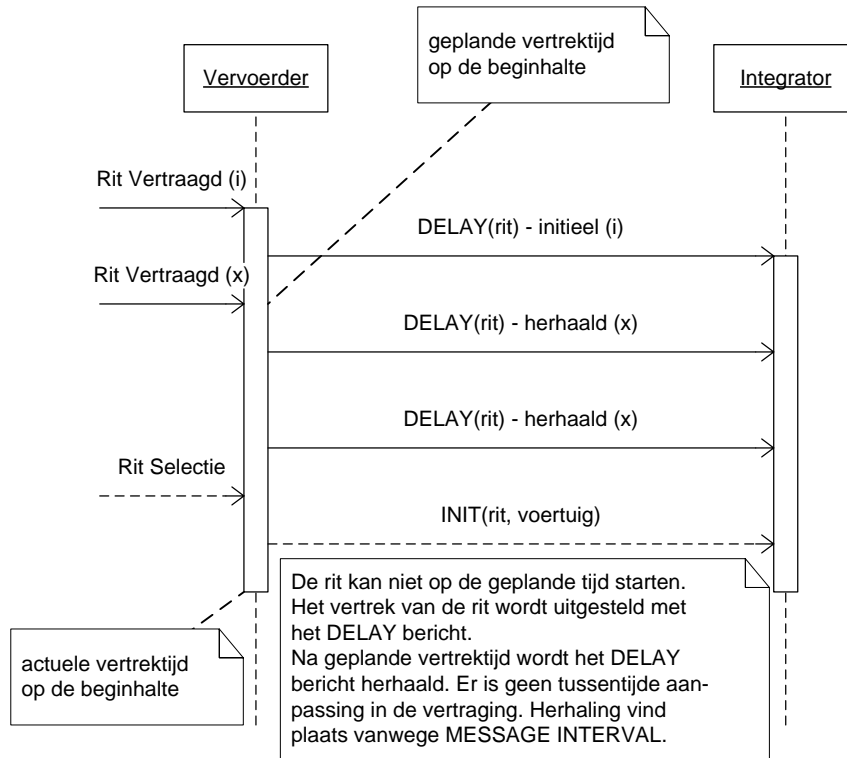 geplande vertrektijd
op de beginhalte
Vervoerder
Integrator
Rit Vertraagd (i)
DELAY(rit) - initieel (i)
Rit Vertraagd (x)
DELAY(rit) - herhaald (x)
DELAY(rit) - herhaald (x)
Rit Selectie
INIT(rit, voertuig)
De rit kan niet op de geplande tijd starten.
Het vertrek van de rit wordt uitgesteld met
het DELAY bericht.
Na geplande vertrektijd wordt het DELAY
bericht herhaald. Er is geen tussentijde aan-
passing in de vertraging. Herhaling vind
plaats vanwege MESSAGE INTERVAL.
actuele vertrektijd
op de beginhalte